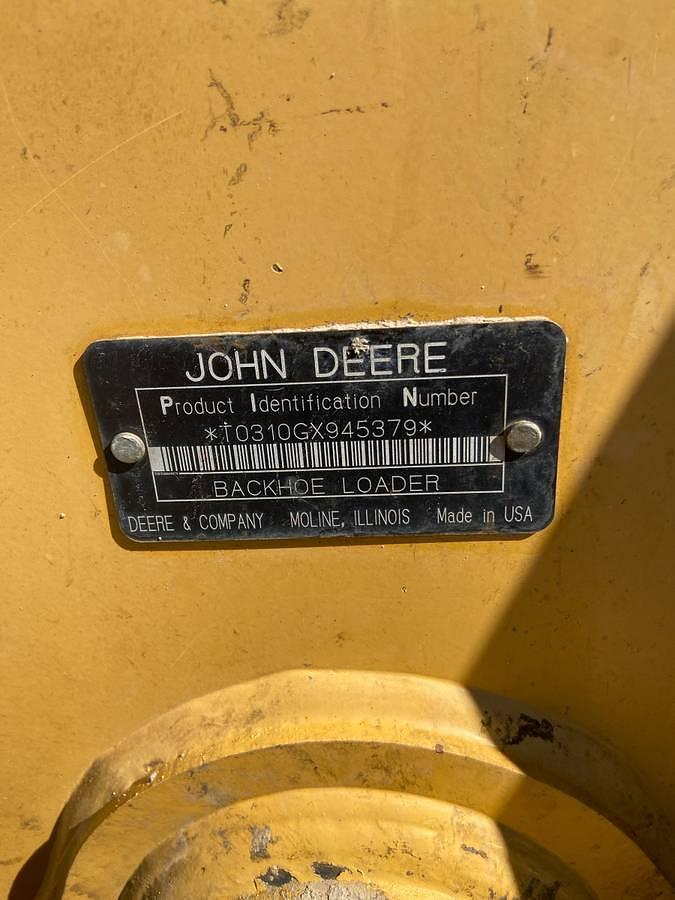 JOHN DEERE
Product Identification Number
*T0310GX945379*
BACKHOE LOADER
DEERE & COMPANY MOLINE, ILLINOIS Made in USA